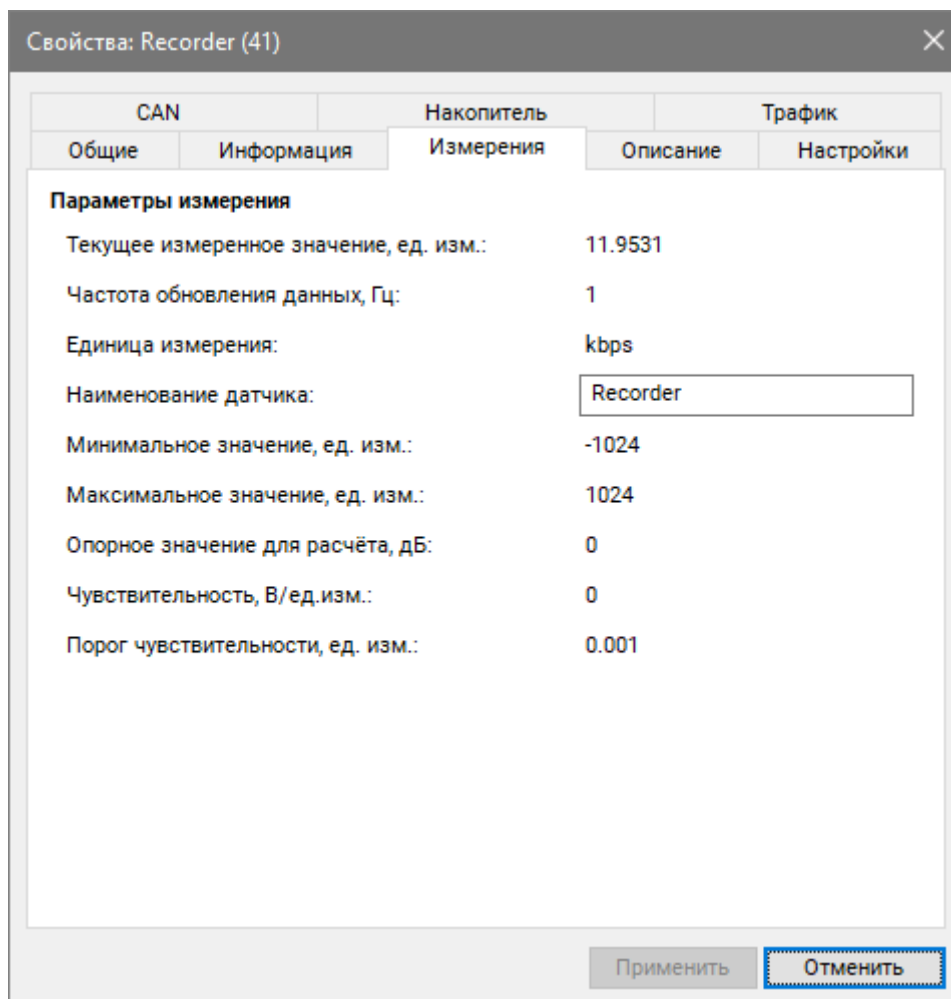 Свойства: Recorder (41)
CAN Накопитель Трафик
Общие Информация Измерения Описание Настройки
Параметры измерения
Текущее измеренное значение, ед. изм.: 11.9531
Частота обновления данных, Гц: 1
Единица измерения: kbps
Наименование датчика: Recorder
Минимальное значение, ед. изм.: -1024
Максимальное значение, ед. изм.: 1024
Опорное значение для расчёта, дБ: 0
Чувствительность, В/ед.изм.: 0
Порог чувствительности, ед. изм.: 0.001
Применить Отменить